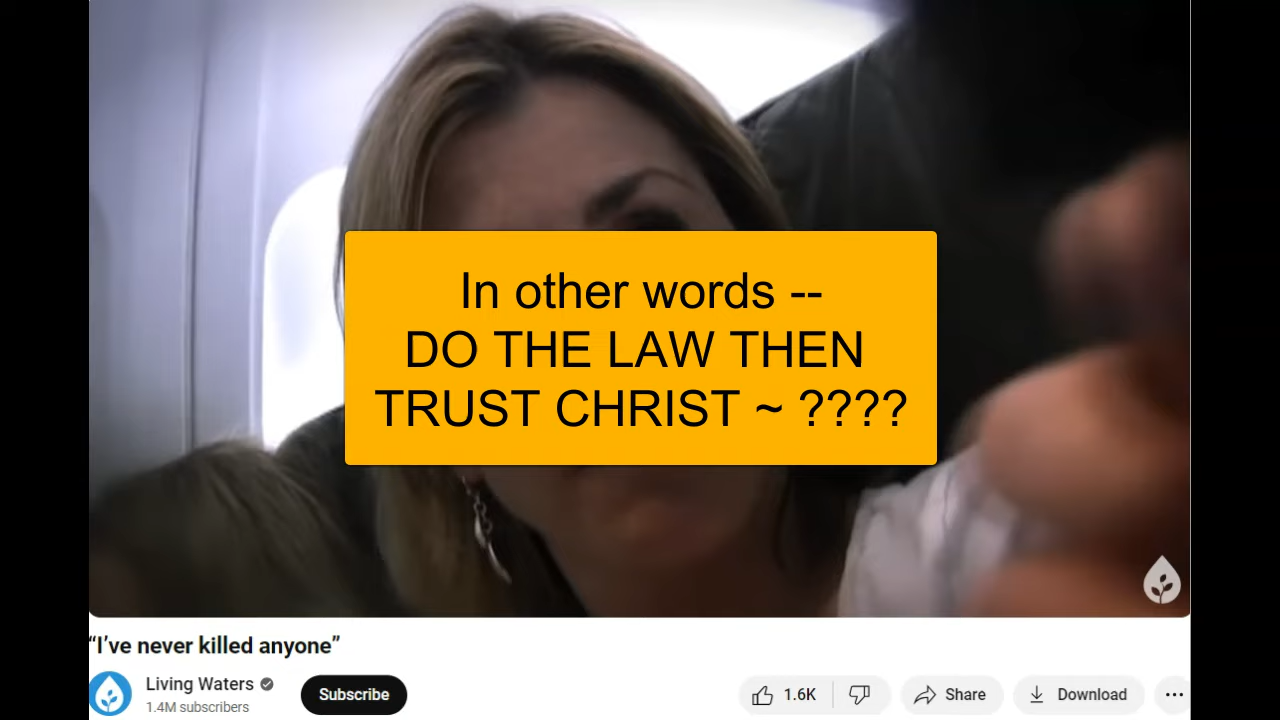 In other words --
DO THE LAW THEN
TRUST CHRIST ~ ????
“I’ve never killed anyone”
Living Waters
1.4M subscribers
Subscribe
1.6K
Share
Download